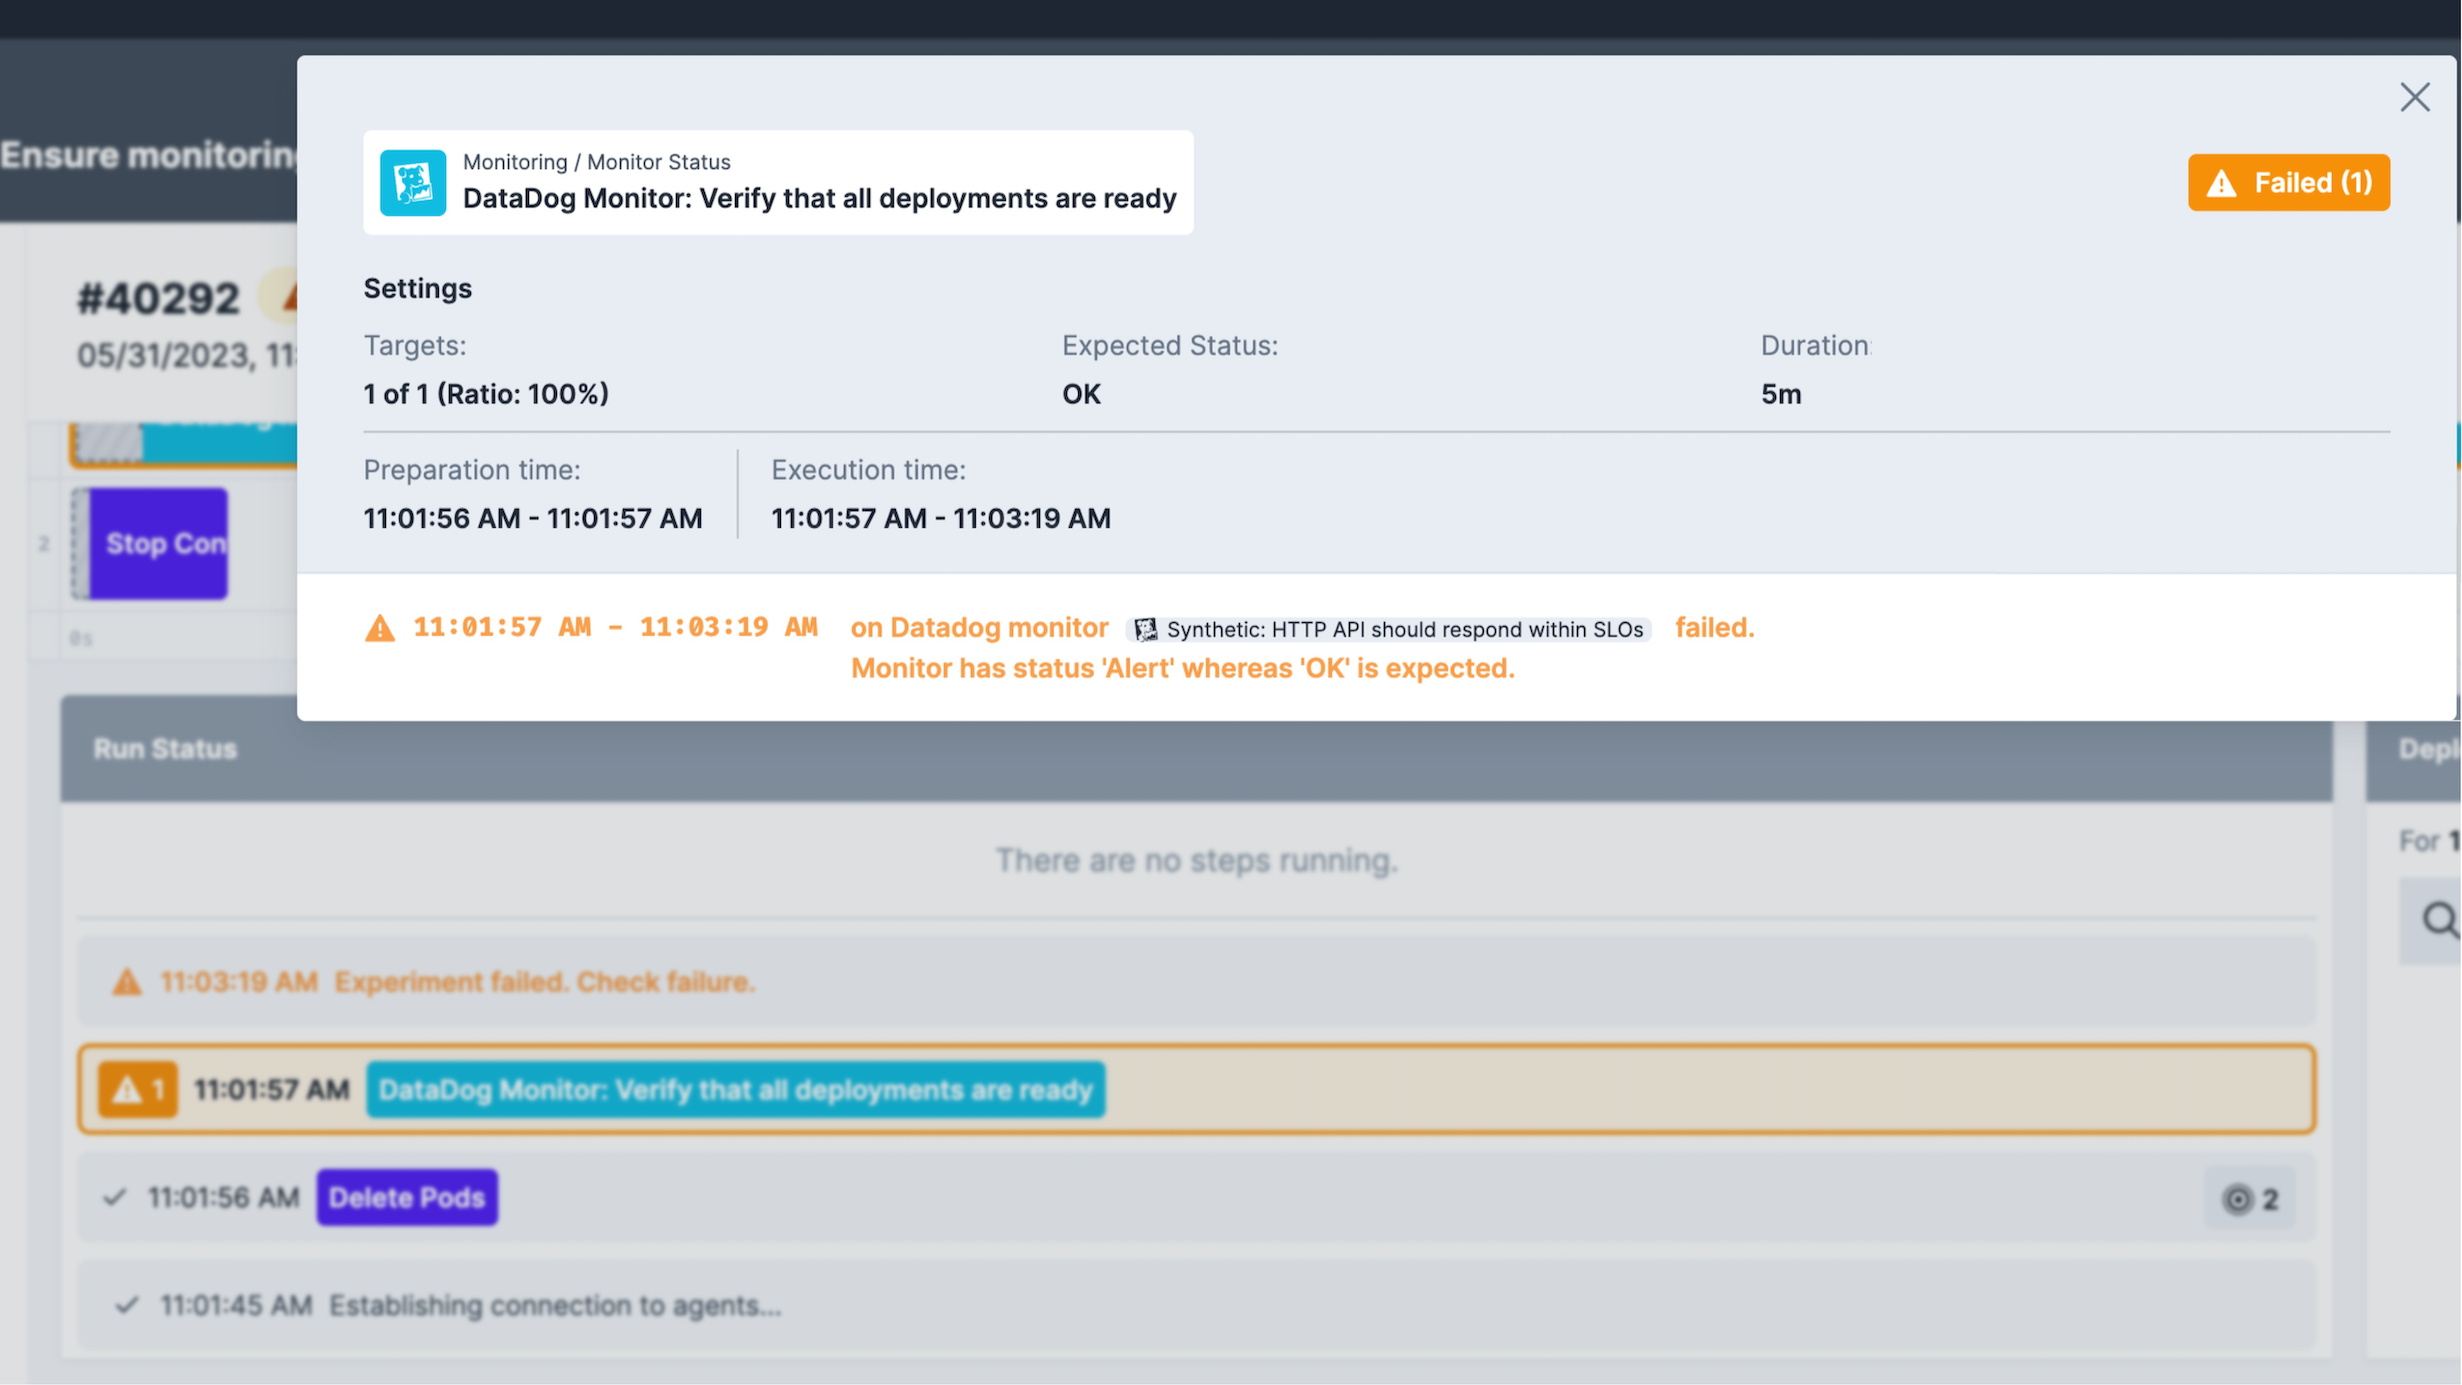 Ensure monitorin
Monitoring / Monitor Status
DataDog Monitor: Verify that all deployments are ready
Failed (1)
Settings
#40292
Targets:
Expected Status:
Duration:
05/31/2023, 11:
1 of 1 (Ratio: 100%)
OK
5m
Preparation time:
Execution time:
11:01:56 AM - 11:01:57 AM
11:01:57 AM - 11:03:19 AM
2
Stop Con
0s
11:01:57 AM - 11:03:19 AM
on Datadog monitor Synthetic: HTTP API should respond within SLOs failed.
Monitor has status 'Alert' whereas 'OK' is expected.
Run Status
Depl
There are no steps running.
For 1
11:03:19 AM Experiment failed. Check failure.
1 11:01:57 AM DataDog Monitor: Verify that all deployments are ready
11:01:56 AM Delete Pods
2
11:01:45 AM Establishing connection to agents...